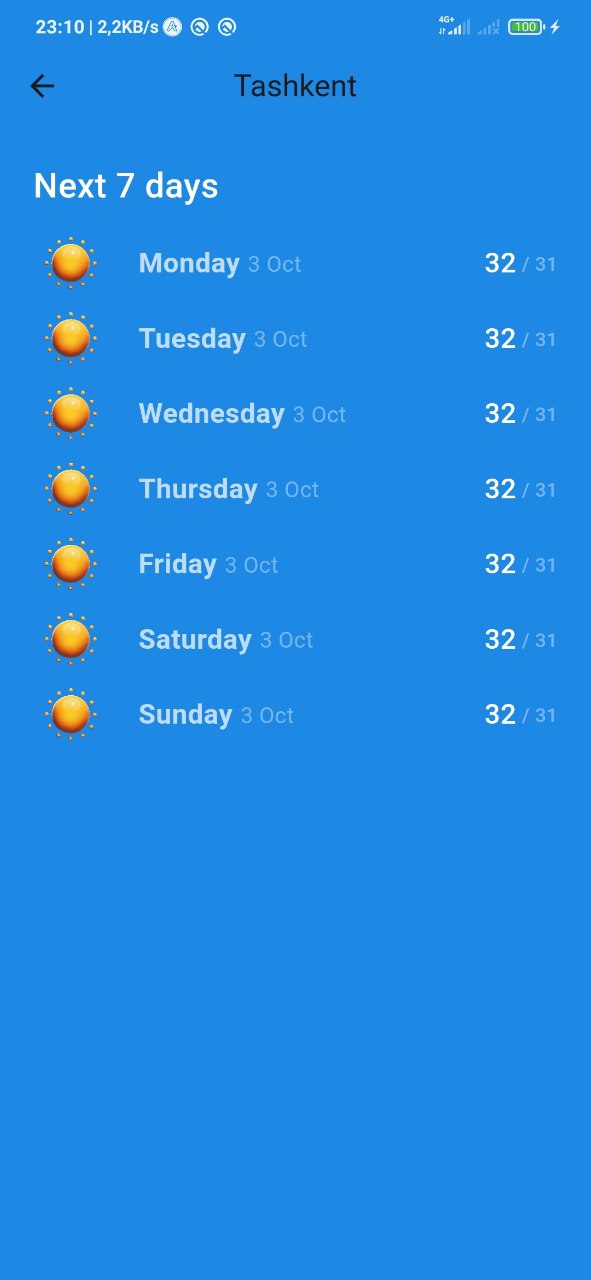 23:10 | 2,2KB/s 4G+ 100
Tashkent
Next 7 days
Monday 3 Oct 32 / 31
Tuesday 3 Oct 32 / 31
Wednesday 3 Oct 32 / 31
Thursday 3 Oct 32 / 31
Friday 3 Oct 32 / 31
Saturday 3 Oct 32 / 31
Sunday 3 Oct 32 / 31